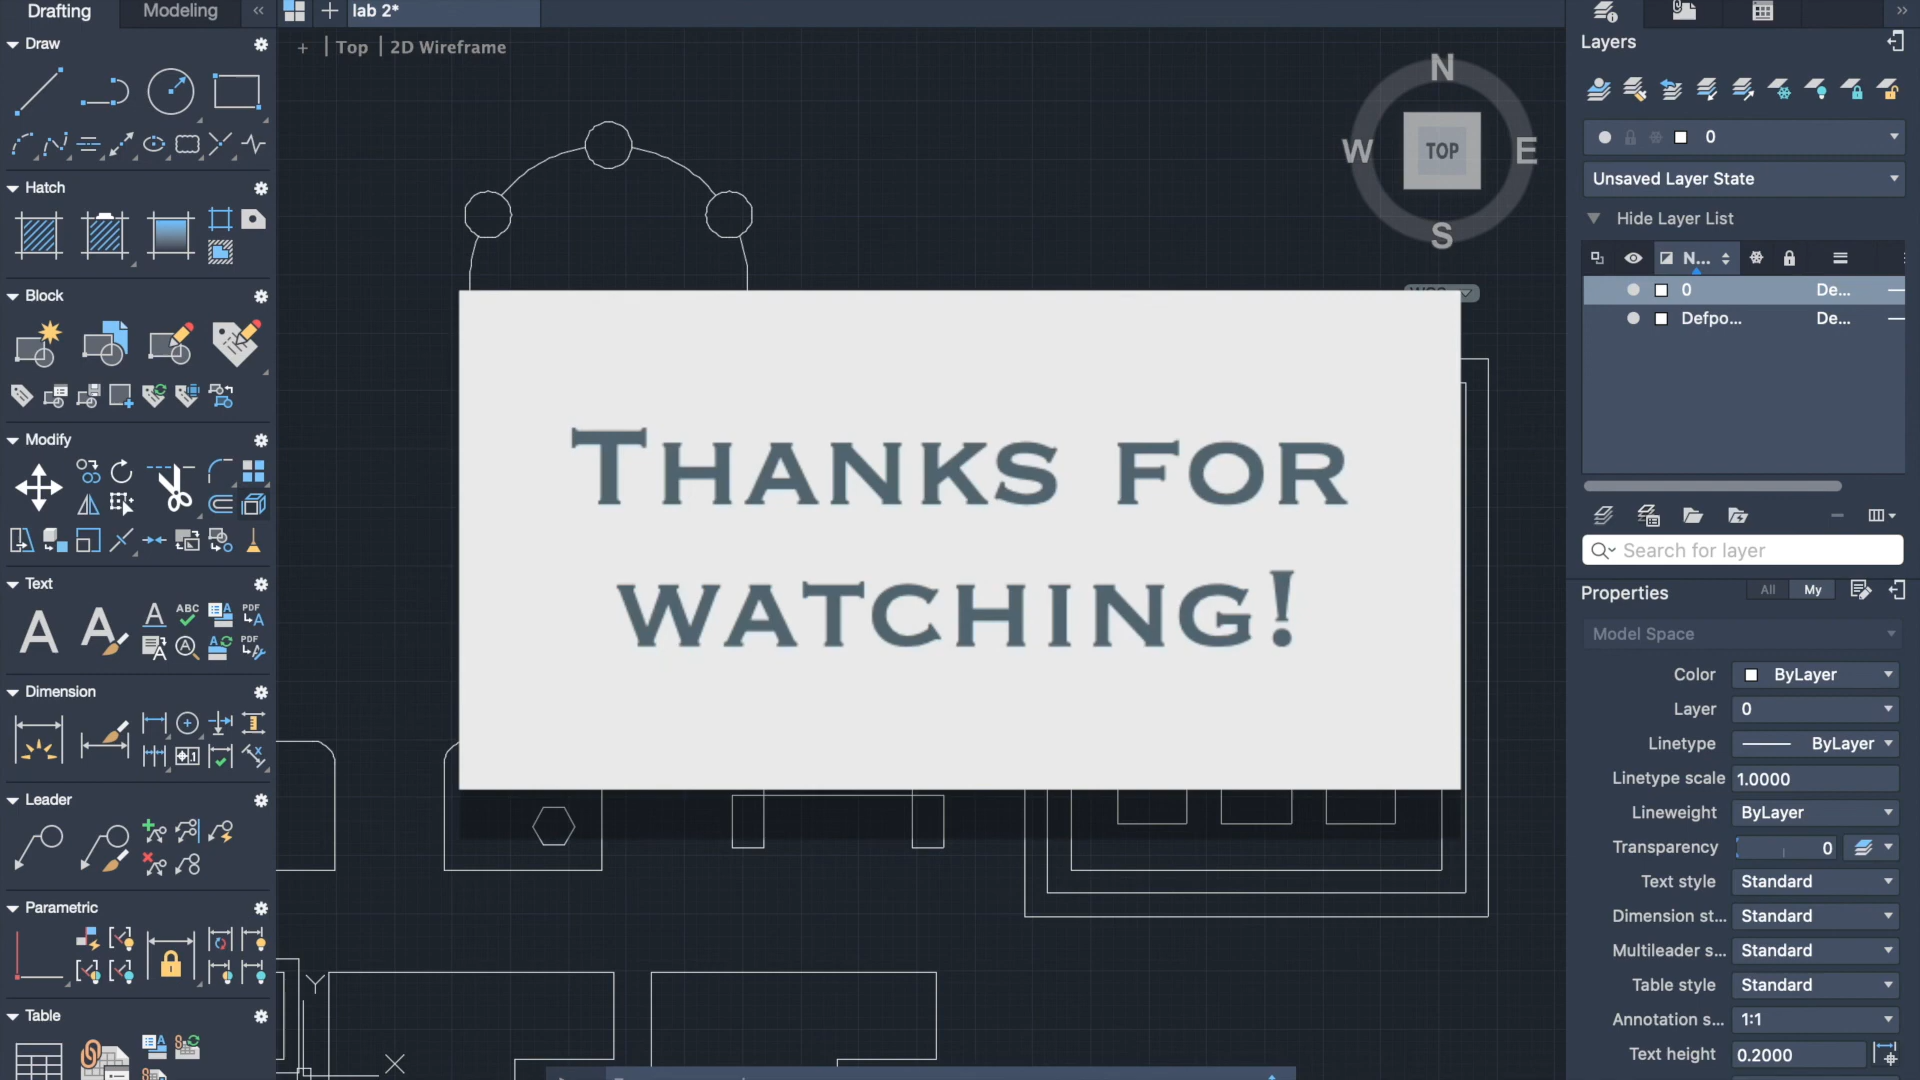 Drafting
Modeling
lab 2*
Draw
+ | Top | 2D Wireframe
N
W
TOP
E
S
Hatch
Block
Modify
Text
ABC
PDF
PDF
Dimension
Leader
Parametric
Table
THANKS FOR
WATCHING!
Y
X
Layers
0
Unsaved Layer State
Hide Layer List
N...
0 De...
Defpo... De...
Search for layer
Properties
All
My
Model Space
Color ByLayer
Layer 0
Linetype ByLayer
Linetype scale 1.0000
Lineweight ByLayer
Transparency 0
Text style Standard
Dimension st... Standard
Multileader s... Standard
Table style Standard
Annotation s... 1:1
Text height 0.2000